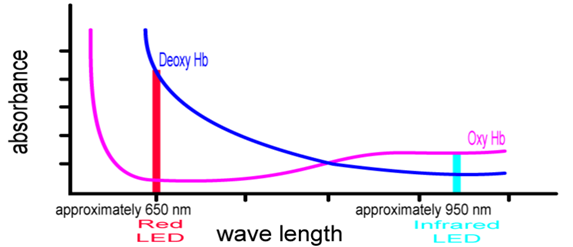 absorbance
Deoxy Hb
Oxy Hb
approximately 650 nm
approximately 950 nm
Red
LED
wave length
Infrared
LED